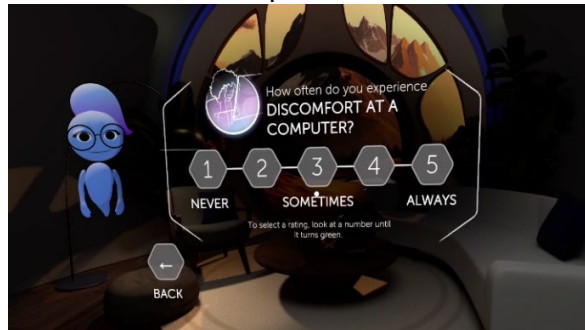 How often do you experience
DISCOMFORT AT A
COMPUTER?
1 2 3 4 5
NEVER SOMETIMES ALWAYS
To select a rating, look at a number until
it turns green.
BACK